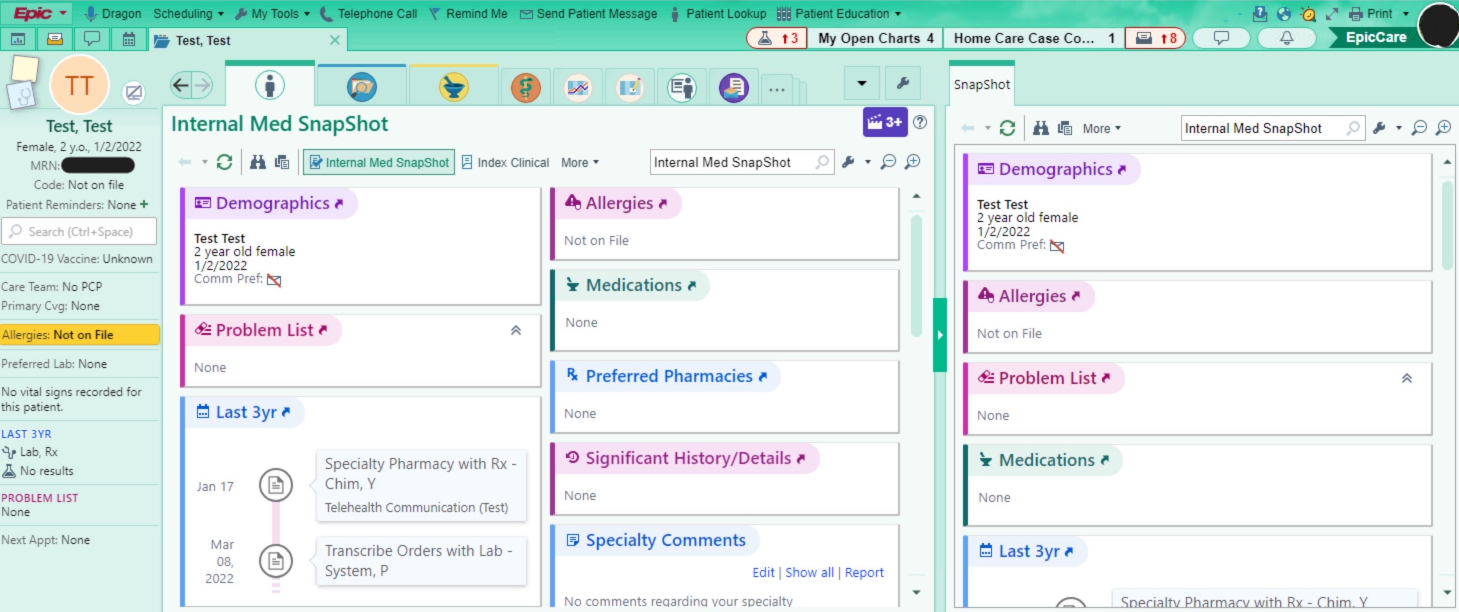 Epic
Dragon Scheduling My Tools Telephone Call Remind Me Send Patient Message Patient Lookup Patient Education Print
Test, Test
3 My Open Charts 4 Home Care Case Co... 1 8 EpicCare
TT
Test, Test
Female, 2 y.o., 1/2/2022
MRN:
Code: Not on file
Patient Reminders: None +
Search (Ctrl+Space)
COVID-19 Vaccine: Unknown
Care Team: No PCP
Primary Cvg: None
Allergies: Not on File
Preferred Lab: None
No vital signs recorded for
this patient.
LAST 3YR
Lab, Rx
No results
PROBLEM LIST
None
Next Appt: None
...
Internal Med SnapShot
3+
Internal Med SnapShot Index Clinical More Internal Med SnapShot
Demographics
Test Test
2 year old female
1/2/2022
Comm Pref:
Problem List
None
Last 3yr
Jan 17
Specialty Pharmacy with Rx -
Chim, Y
Telehealth Communication (Test)
Mar
08,
2022
Transcribe Orders with Lab -
System, P
Allergies
Not on File
Medications
None
Preferred Pharmacies
None
Significant History/Details
None
Specialty Comments
Edit | Show all | Report
No comments regarding your specialty
SnapShot
More Internal Med SnapShot
Demographics
Test Test
2 year old female
1/2/2022
Comm Pref:
Allergies
Not on File
Problem List
None
Medications
None
Last 3yr
Specialty Pharmacy with Rx - Chim, Y